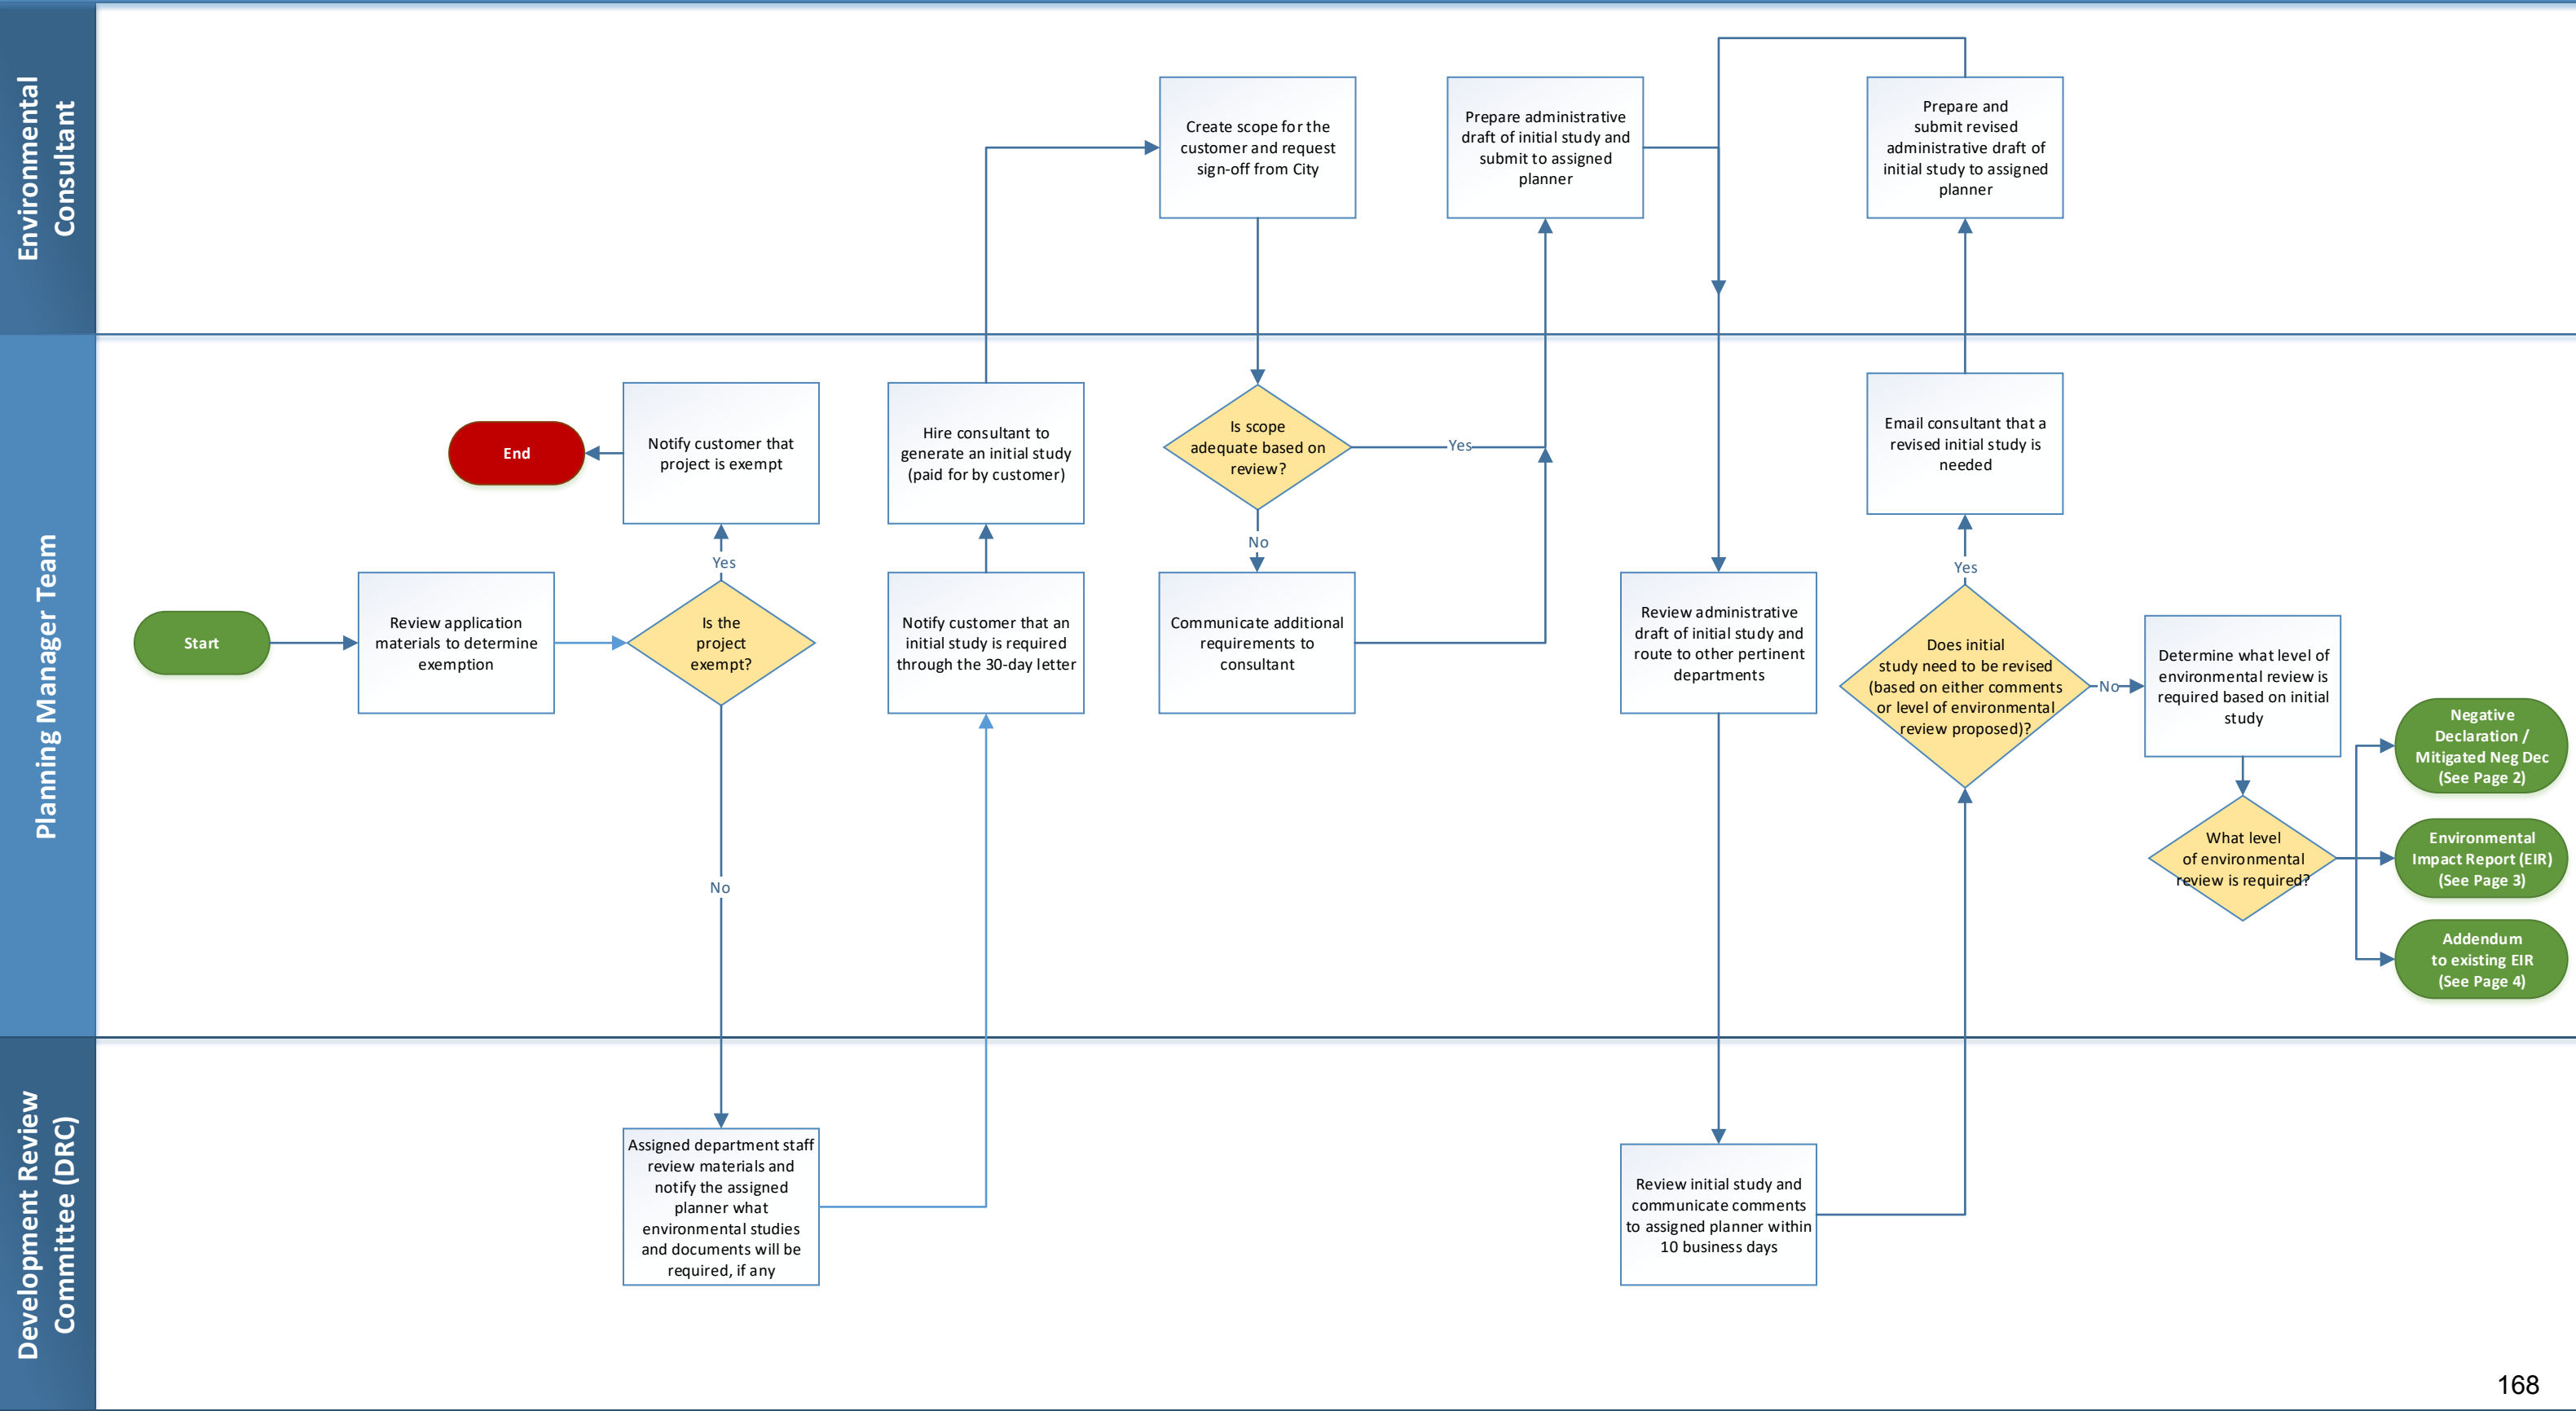 Environmental
Consultant
Create scope for the
customer and request
sign-off from City
Prepare administrative
draft of initial study and
submit to assigned
planner
Prepare and
submit revised
administrative draft of
initial study to assigned
planner
Planning Manager Team
Start
Review application
materials to determine
exemption
Is the
project
exempt?
Yes
Notify customer that
project is exempt
End
No
Notify customer that an
initial study is required
through the 30-day letter
Hire consultant to
generate an initial study
(paid for by customer)
Is scope
adequate based on
review?
Yes
No
Communicate additional
requirements to
consultant
Review administrative
draft of initial study and
route to other pertinent
departments
Does initial
study need to be revised
(based on either comments
or level of environmental
review proposed)?
Yes
Email consultant that a
revised initial study is
needed
No
Determine what level of
environmental review is
required based on initial
study
What level
of environmental
review is required?
Negative
Declaration /
Mitigated Neg Dec
(See Page 2)
Environmental
Impact Report (EIR)
(See Page 3)
Addendum
to existing EIR
(See Page 4)
Development Review
Committee (DRC)
Assigned department staff
review materials and
notify the assigned
planner what
environmental studies
and documents will be
required, if any
Review initial study and
communicate comments
to assigned planner within
10 business days
168